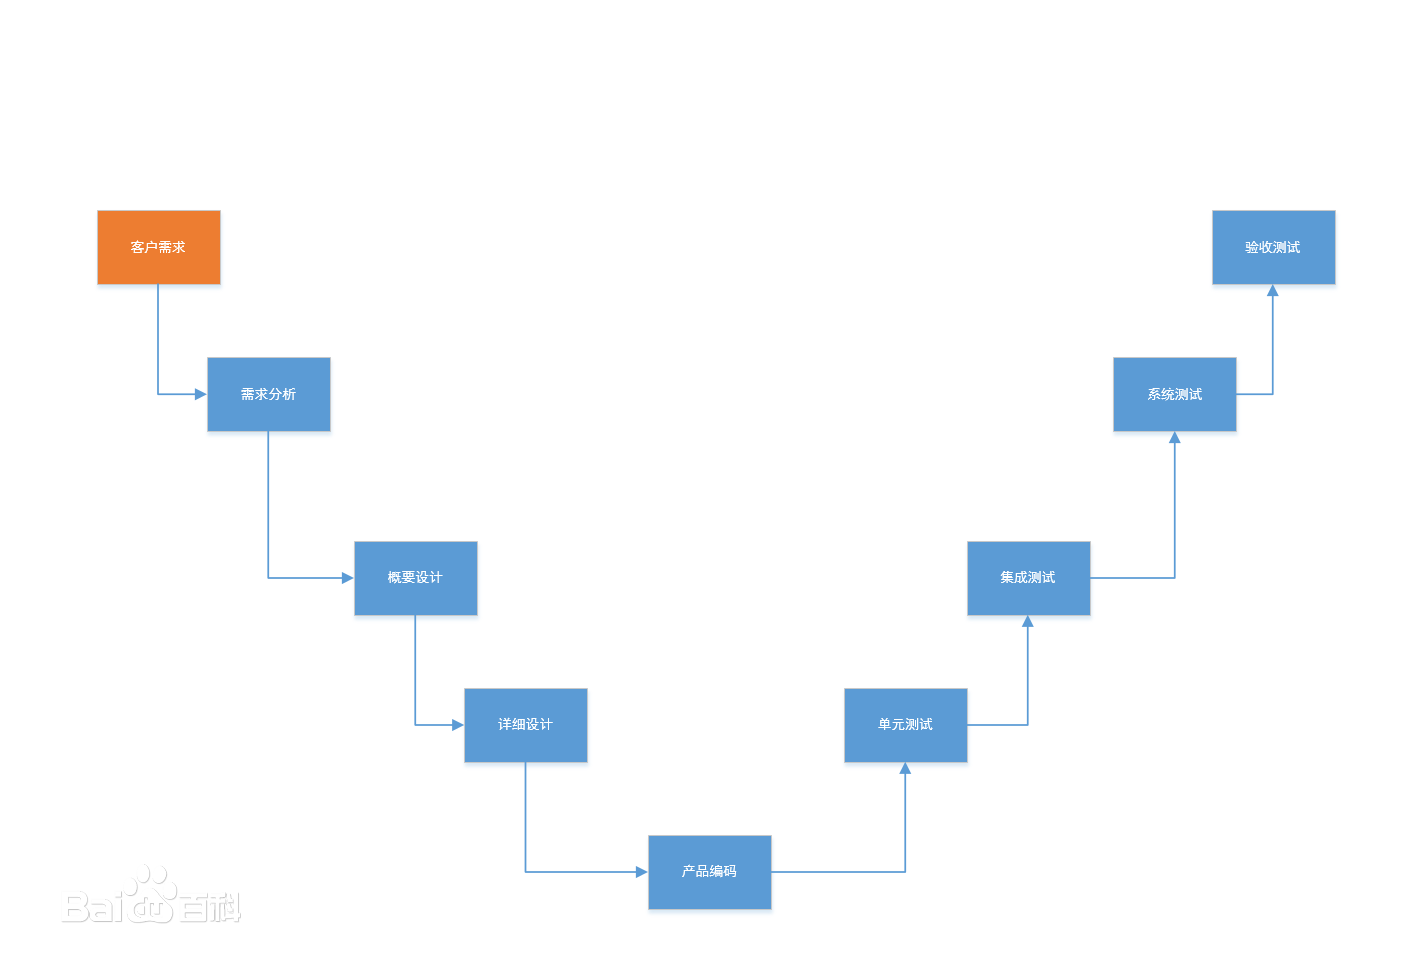 客户需求
验收测试
需求分析
系统测试
概要设计
集成测试
详细设计
单元测试
产品编码
Bai百科